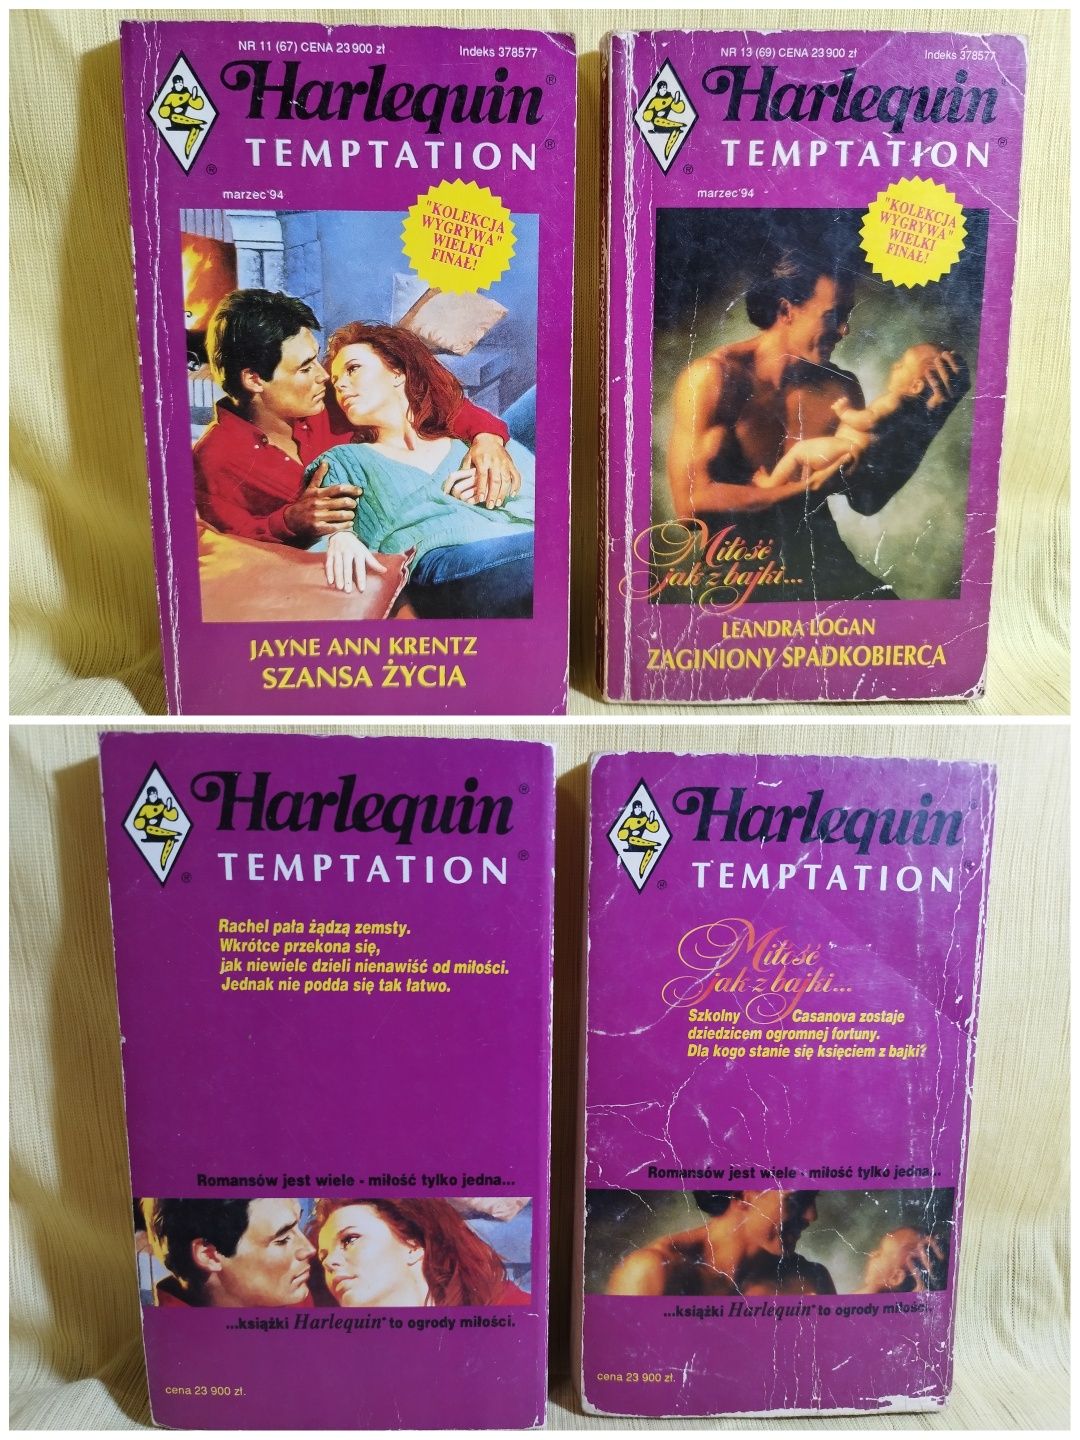 NR 11 (67) CENA 23 900 zł
Indeks 378577
Harlequin®
TEMPTATION®
®
marzec'94
"KOLEKCJA
WYGRYWA"
WIELKI
FINAŁ!
JAYNE ANN KRENTZ
SZANSA ŻYCIA
NR 13 (69) CENA 23 900 zł
Indeks 378577
Harlequin®
TEMPTATION®
®
marzec'94
"KOLEKCJA
WYGRYWA"
WIELKI
FINAŁ!
Miłość
jak z bajki...
LEANDRA LOGAN
ZAGINIONY SPADKOBIERCA
Harlequin®
TEMPTATION®
®
Rachel pała żądzą zemsty.
Wkrótce przekona się,
jak niewiele dzieli nienawiść od miłości.
Jednak nie podda się tak łatwo.
Romansów jest wiele - miłość tylko jedna...
...książki Harlequin® to ogrody miłości.
cena 23 900 zł.
Harlequin®
TEMPTATION®
®
Miłość
jak z bajki...
Szkolny Casanova zostaje
dziedzicem ogromnej fortuny.
Dla kogo stanie się księciem z bajki?
Romansów jest wiele - miłość tylko jedna...
...książki Harlequin® to ogrody miłości.
cena 23 900 zł.